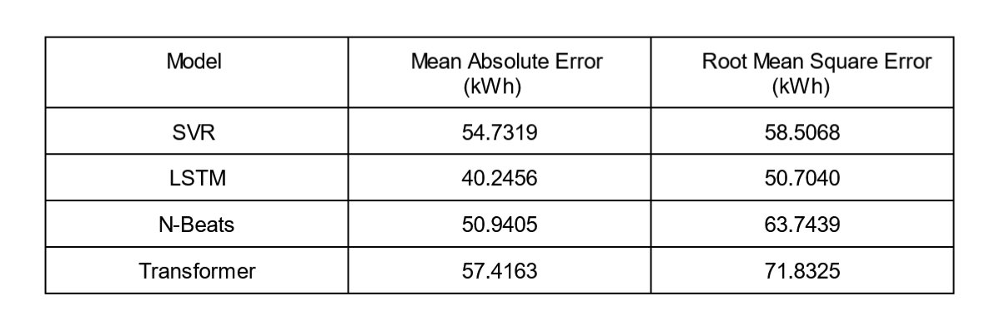 Model Mean Absolute Error Root Mean Square Error
(kWh) (kWh)
SVR 54.7319 58.5068
LSTM 40.2456 50.7040
N-Beats 50.9405 63.7439
Transformer 57.4163 71.8325